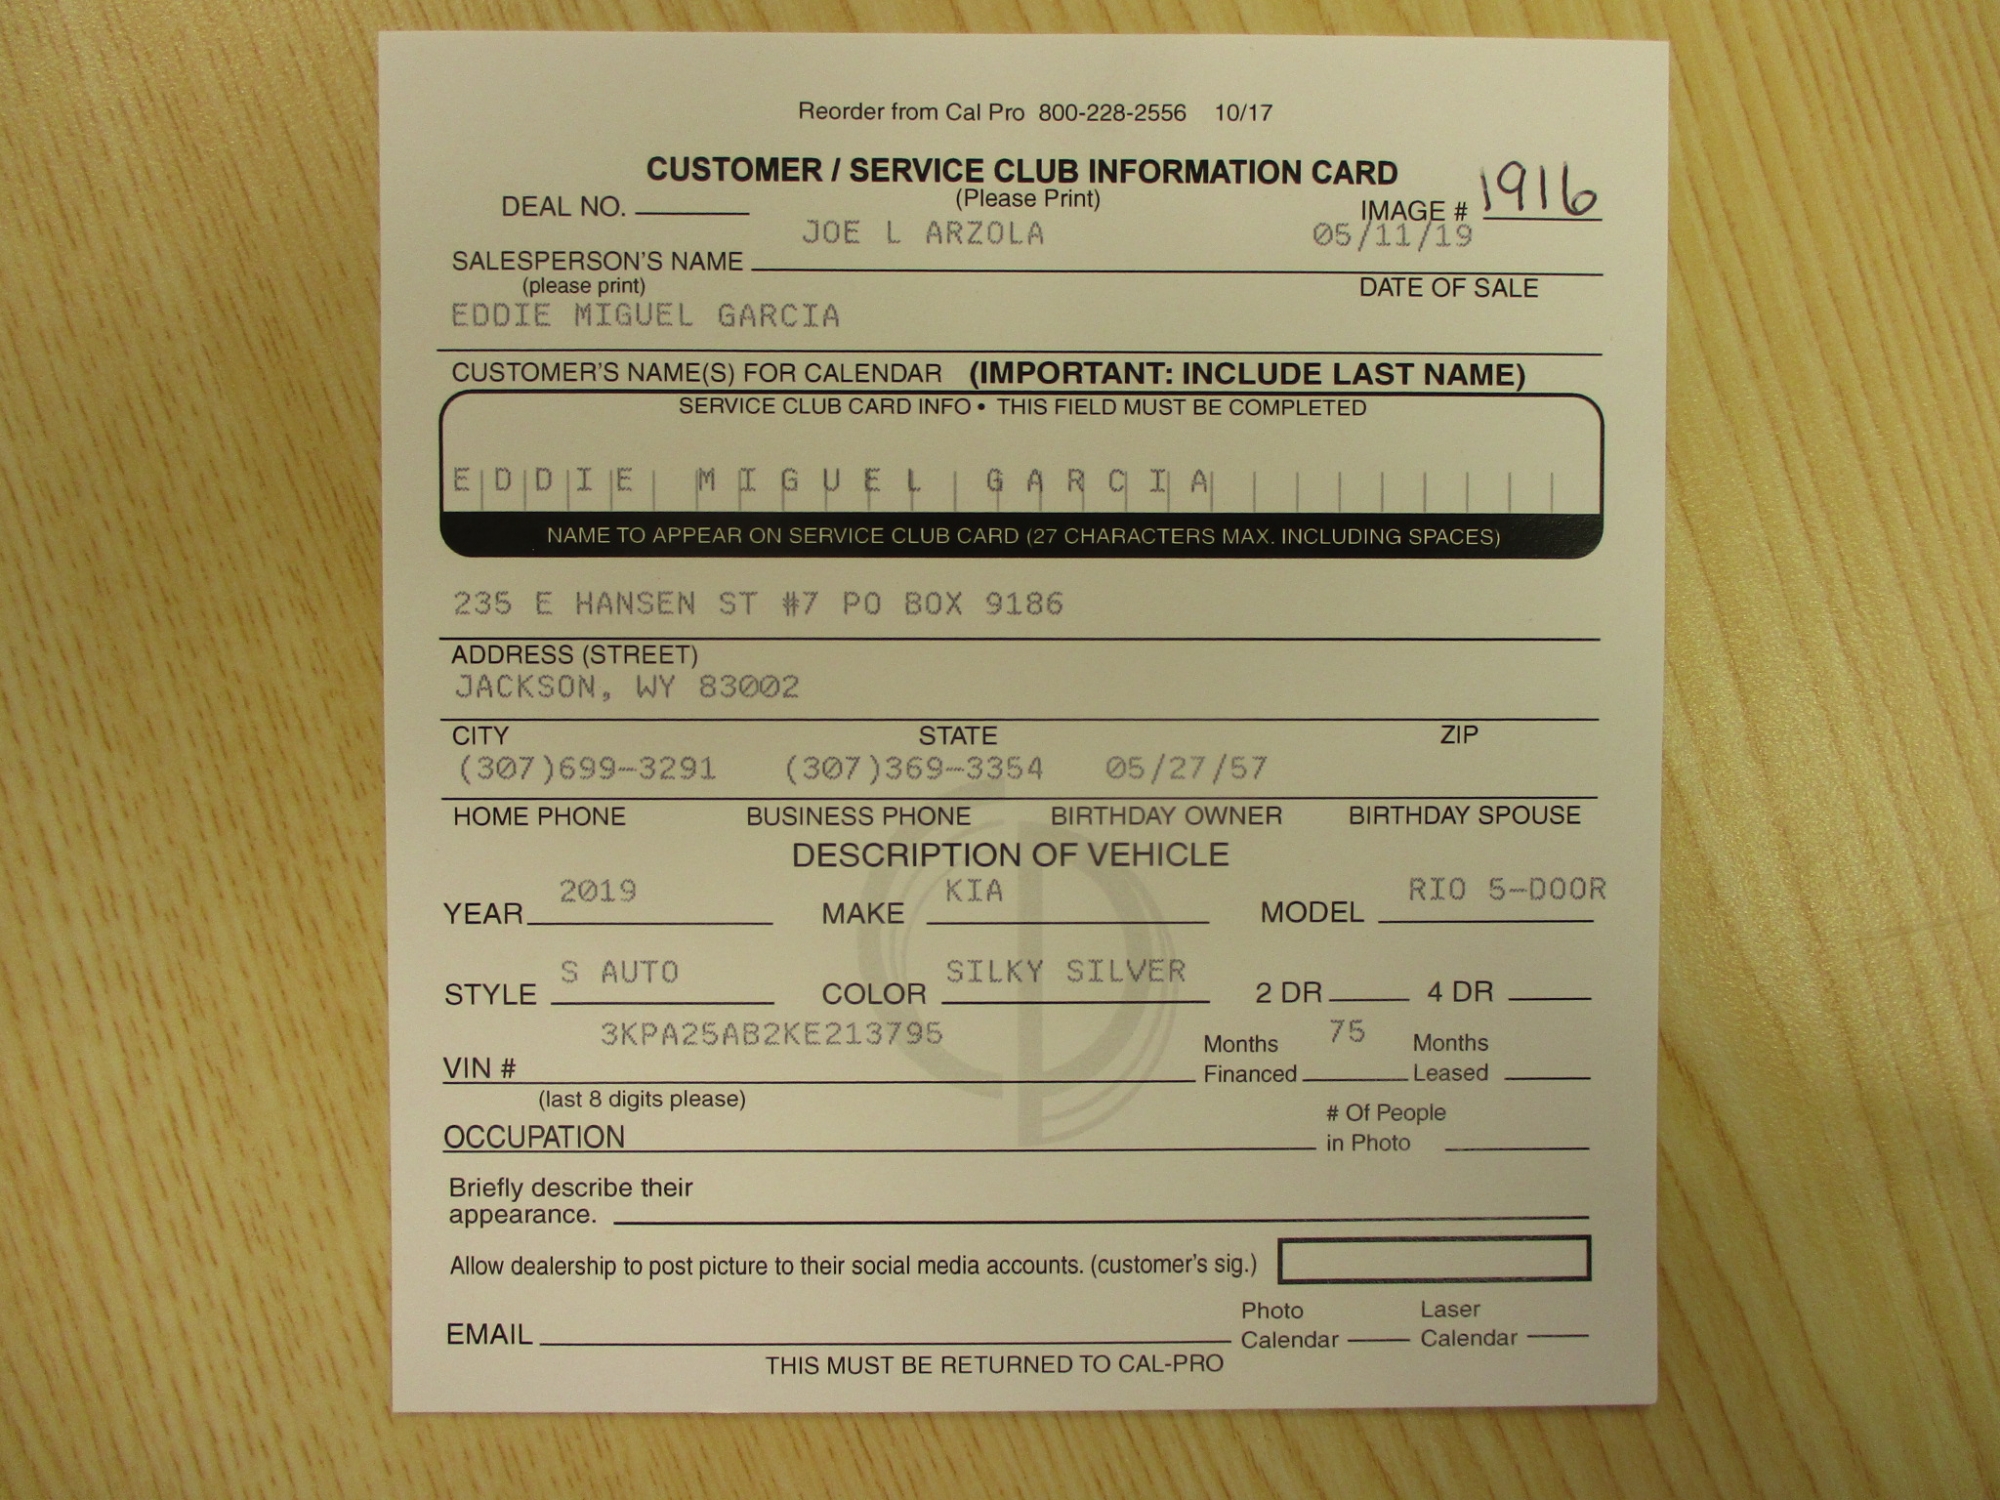 Reorder from Cal Pro 800-228-2556 10/17
CUSTOMER / SERVICE CLUB INFORMATION CARD
DEAL NO. (Please Print) IMAGE # 1916
JOE L ARZOLA 05/11/19
SALESPERSON'S NAME
(please print) DATE OF SALE
EDDIE MIGUEL GARCIA
CUSTOMER'S NAME(S) FOR CALENDAR (IMPORTANT: INCLUDE LAST NAME)
SERVICE CLUB CARD INFO • THIS FIELD MUST BE COMPLETED
EDDIE MIGUEL GARCIA
NAME TO APPEAR ON SERVICE CLUB CARD (27 CHARACTERS MAX. INCLUDING SPACES)
235 E HANSEN ST #7 PO BOX 9186
ADDRESS (STREET)
JACKSON, WY 83002
CITY STATE ZIP
(307)699-3291 (307)369-3354 05/27/57
HOME PHONE BUSINESS PHONE BIRTHDAY OWNER BIRTHDAY SPOUSE
DESCRIPTION OF VEHICLE
2019 KIA RIO 5-DOOR
YEAR MAKE MODEL
S AUTO SILKY SILVER
STYLE COLOR 2 DR 4 DR
3KPA25AB2KE213795 75
VIN # Months Financed Months Leased
(last 8 digits please)
OCCUPATION # Of People in Photo
Briefly describe their
appearance.
Allow dealership to post picture to their social media accounts. (customer's sig.)
EMAIL Photo Calendar Laser Calendar
THIS MUST BE RETURNED TO CAL-PRO